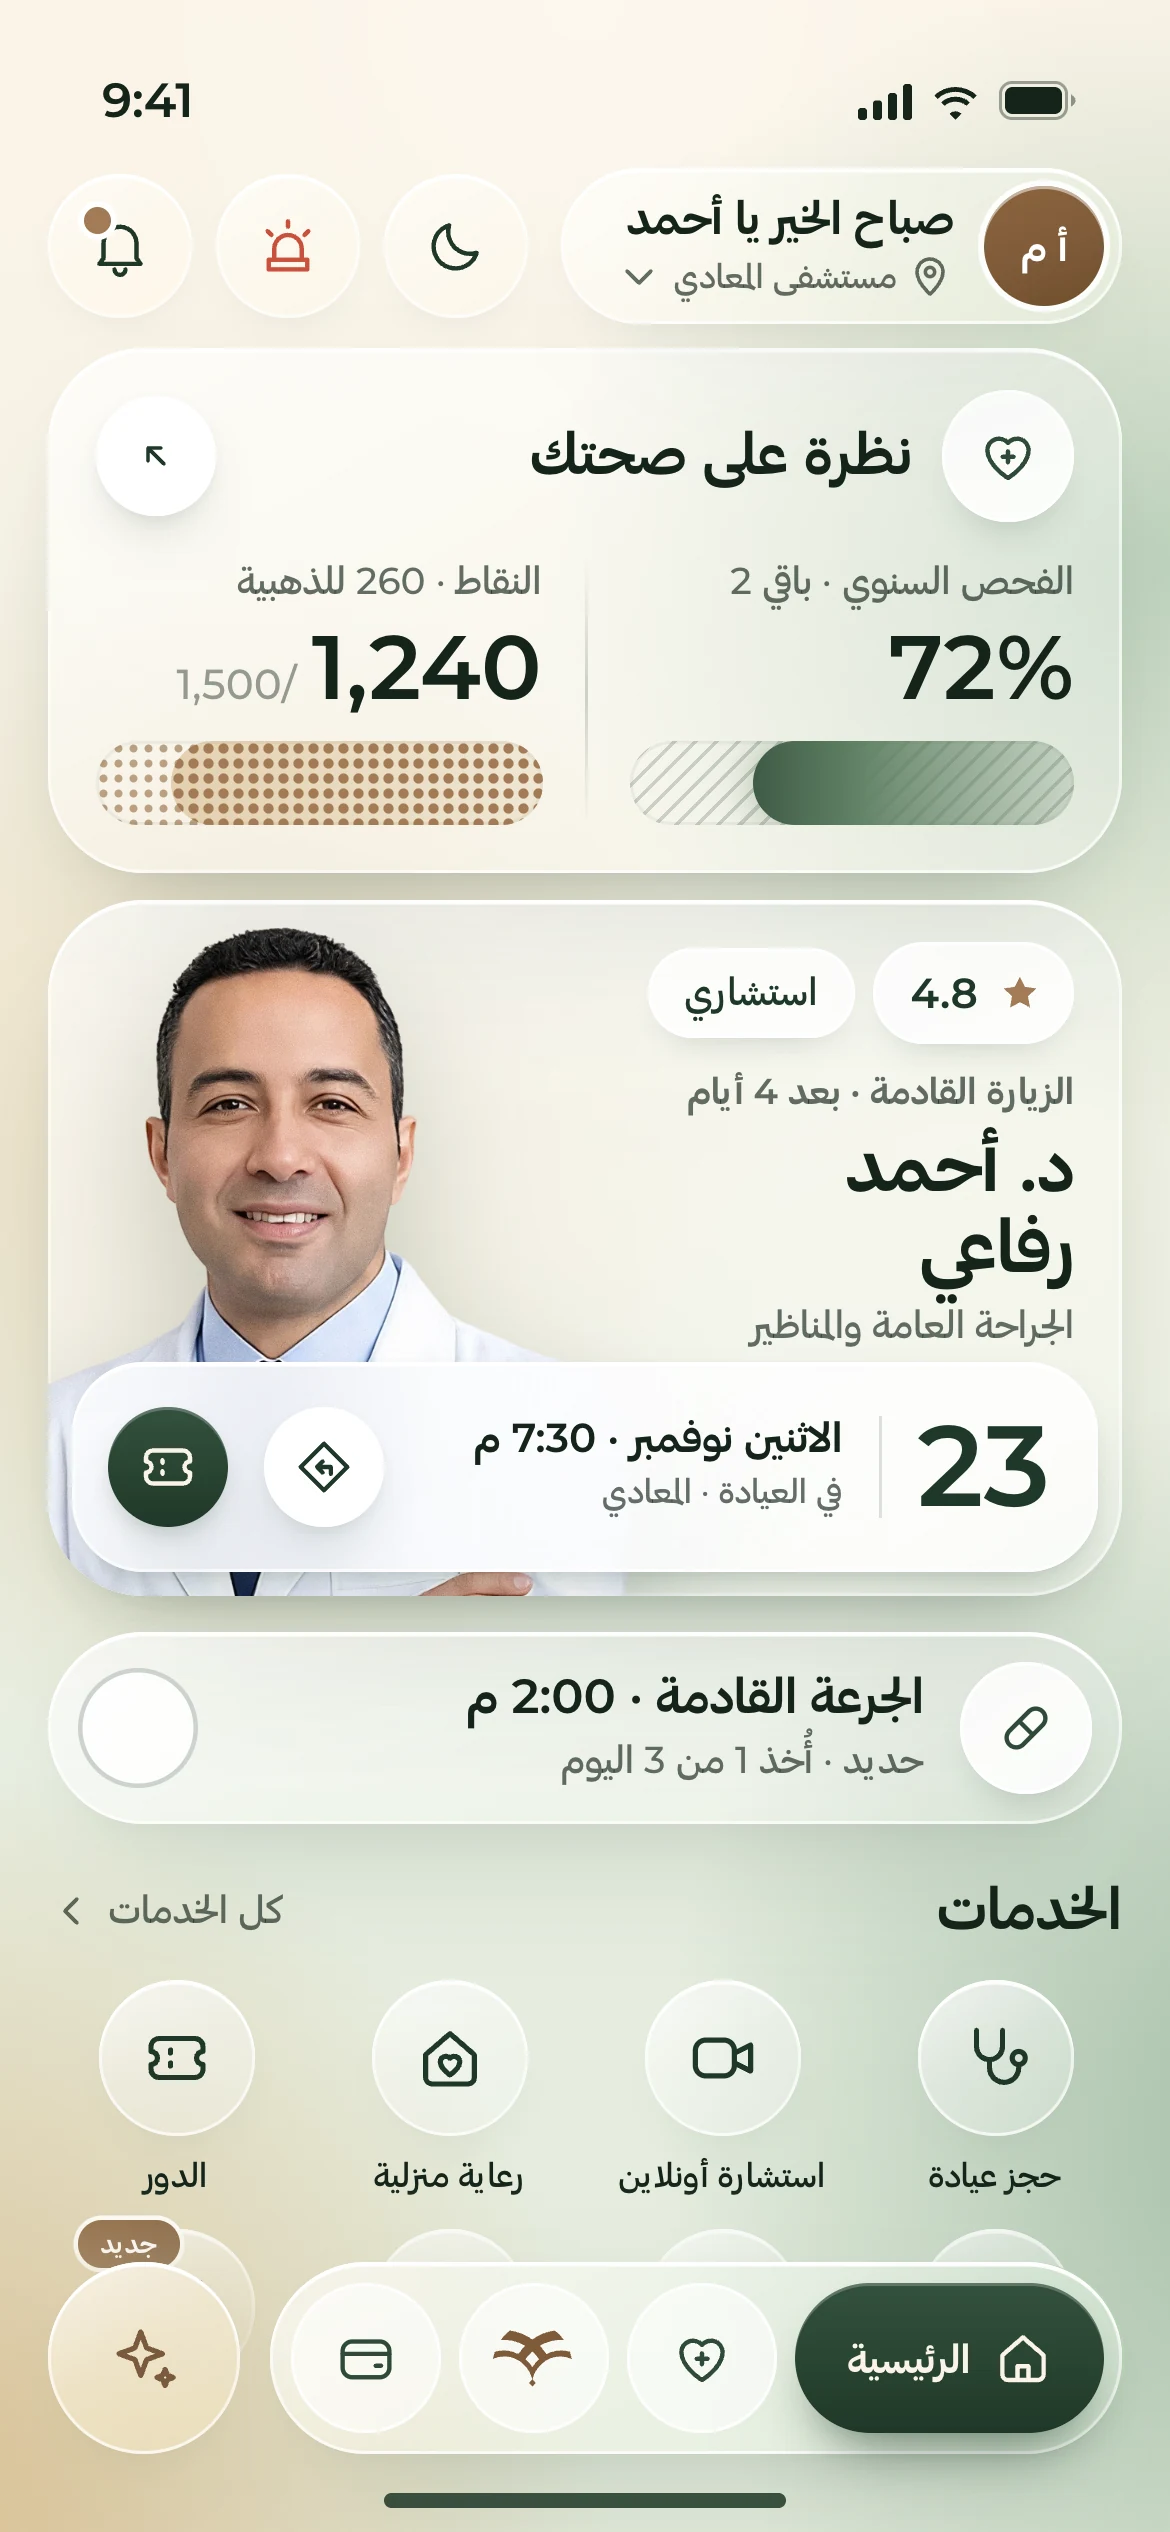 9:41
صباح الخير يا أحمد
أ م
مستشفى المعادي
نظرة على صحتك
الفحص السنوي · باقي 2
72%
النقاط · 260 للذهبية
1,240 /1,500
4.8
استشاري
الزيارة القادمة · بعد 4 أيام
د. أحمد
رفاعي
الجراحة العامة والمناظير
23
الاثنين نوفمبر · 7:30 م
في العيادة · المعادي
الجرعة القادمة · 2:00 م
حديد · أُخذ 1 من 3 اليوم
الخدمات
كل الخدمات
حجز عيادة
استشارة أونلاين
رعاية منزلية
الدور
جديد
الرئيسية